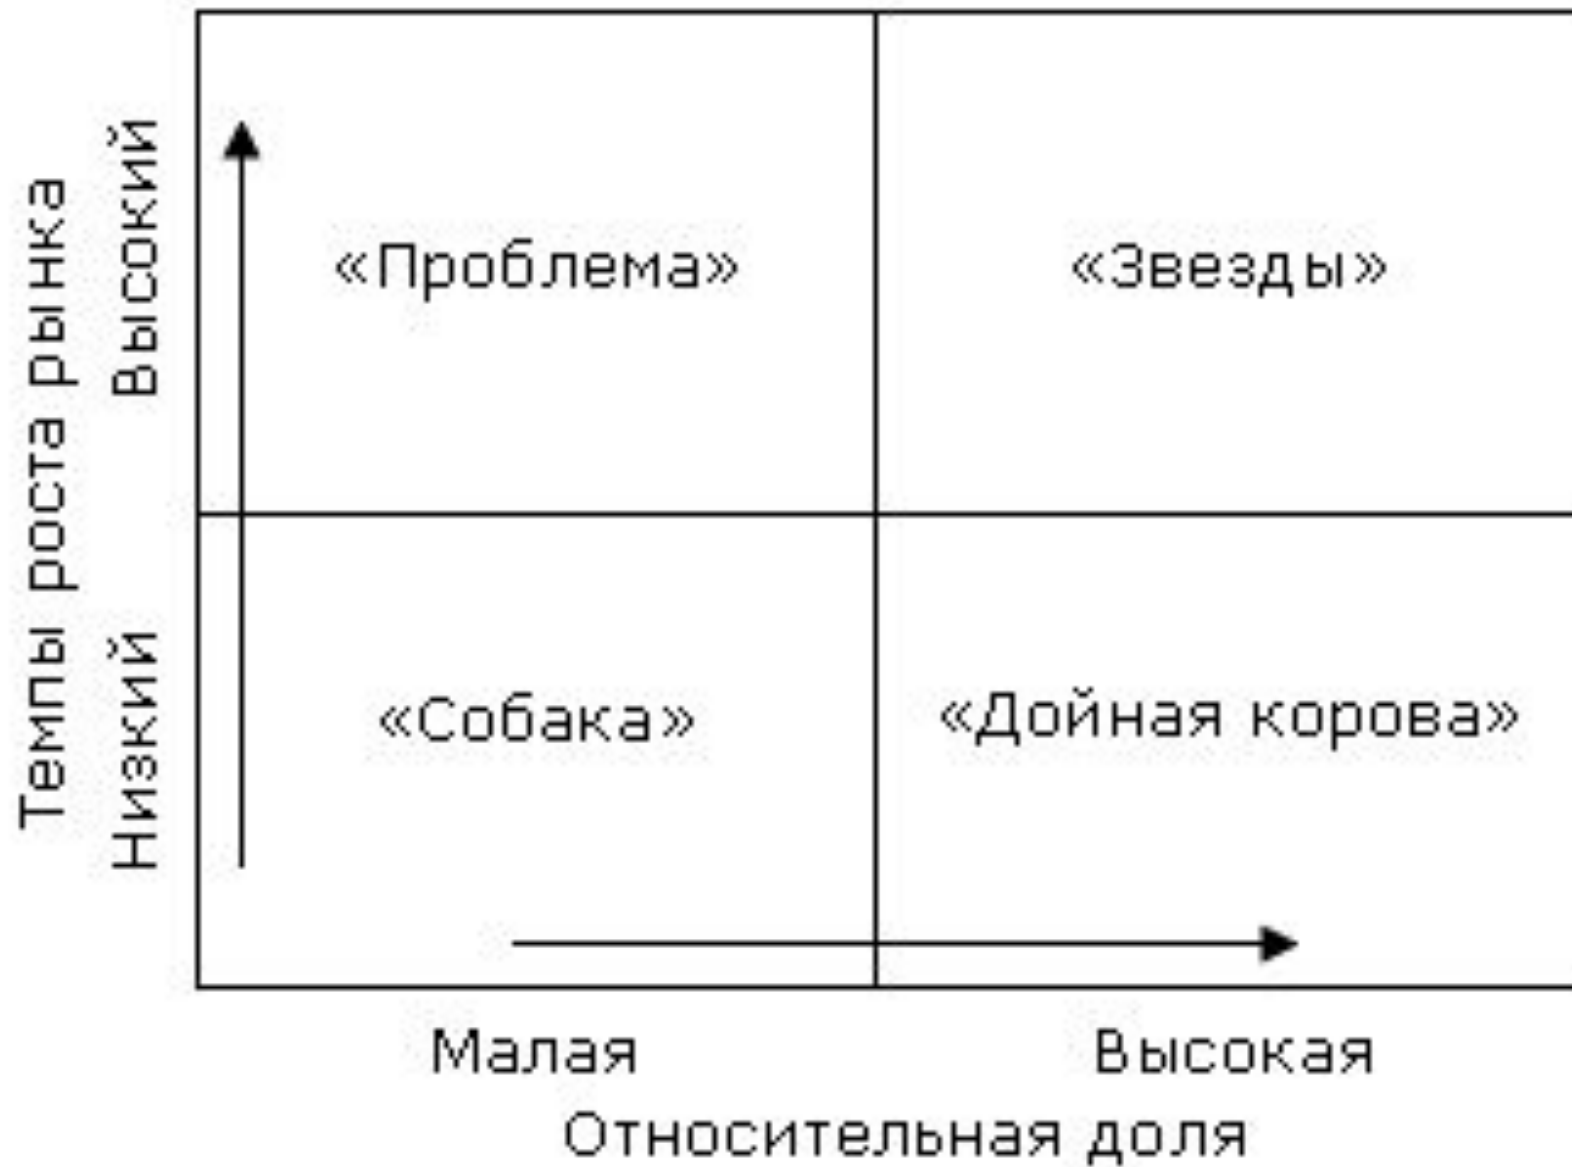 Темпы роста рынка
Высокий
Низкий
«Проблема»
«Звезды»
«Собака»
«Дойная корова»
Малая
Высокая
Относительная доля